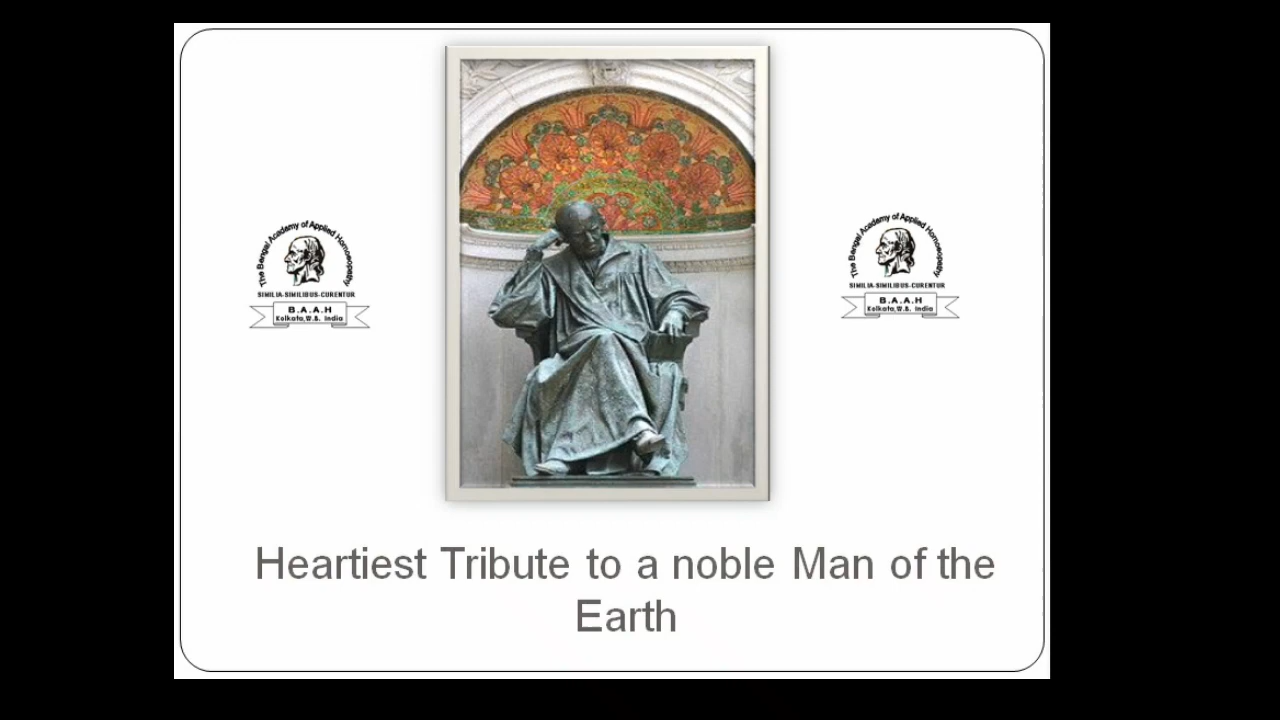 The Bengal Academy of Applied Homoeopathy
SIMILIA-SIMILIBUS-CURENTUR
B.A.A.H
Kolkata,W.B. India
The Bengal Academy of Applied Homoeopathy
SIMILIA-SIMILIBUS-CURENTUR
B.A.A.H
Kolkata,W.B. India
Heartiest Tribute to a noble Man of the
Earth